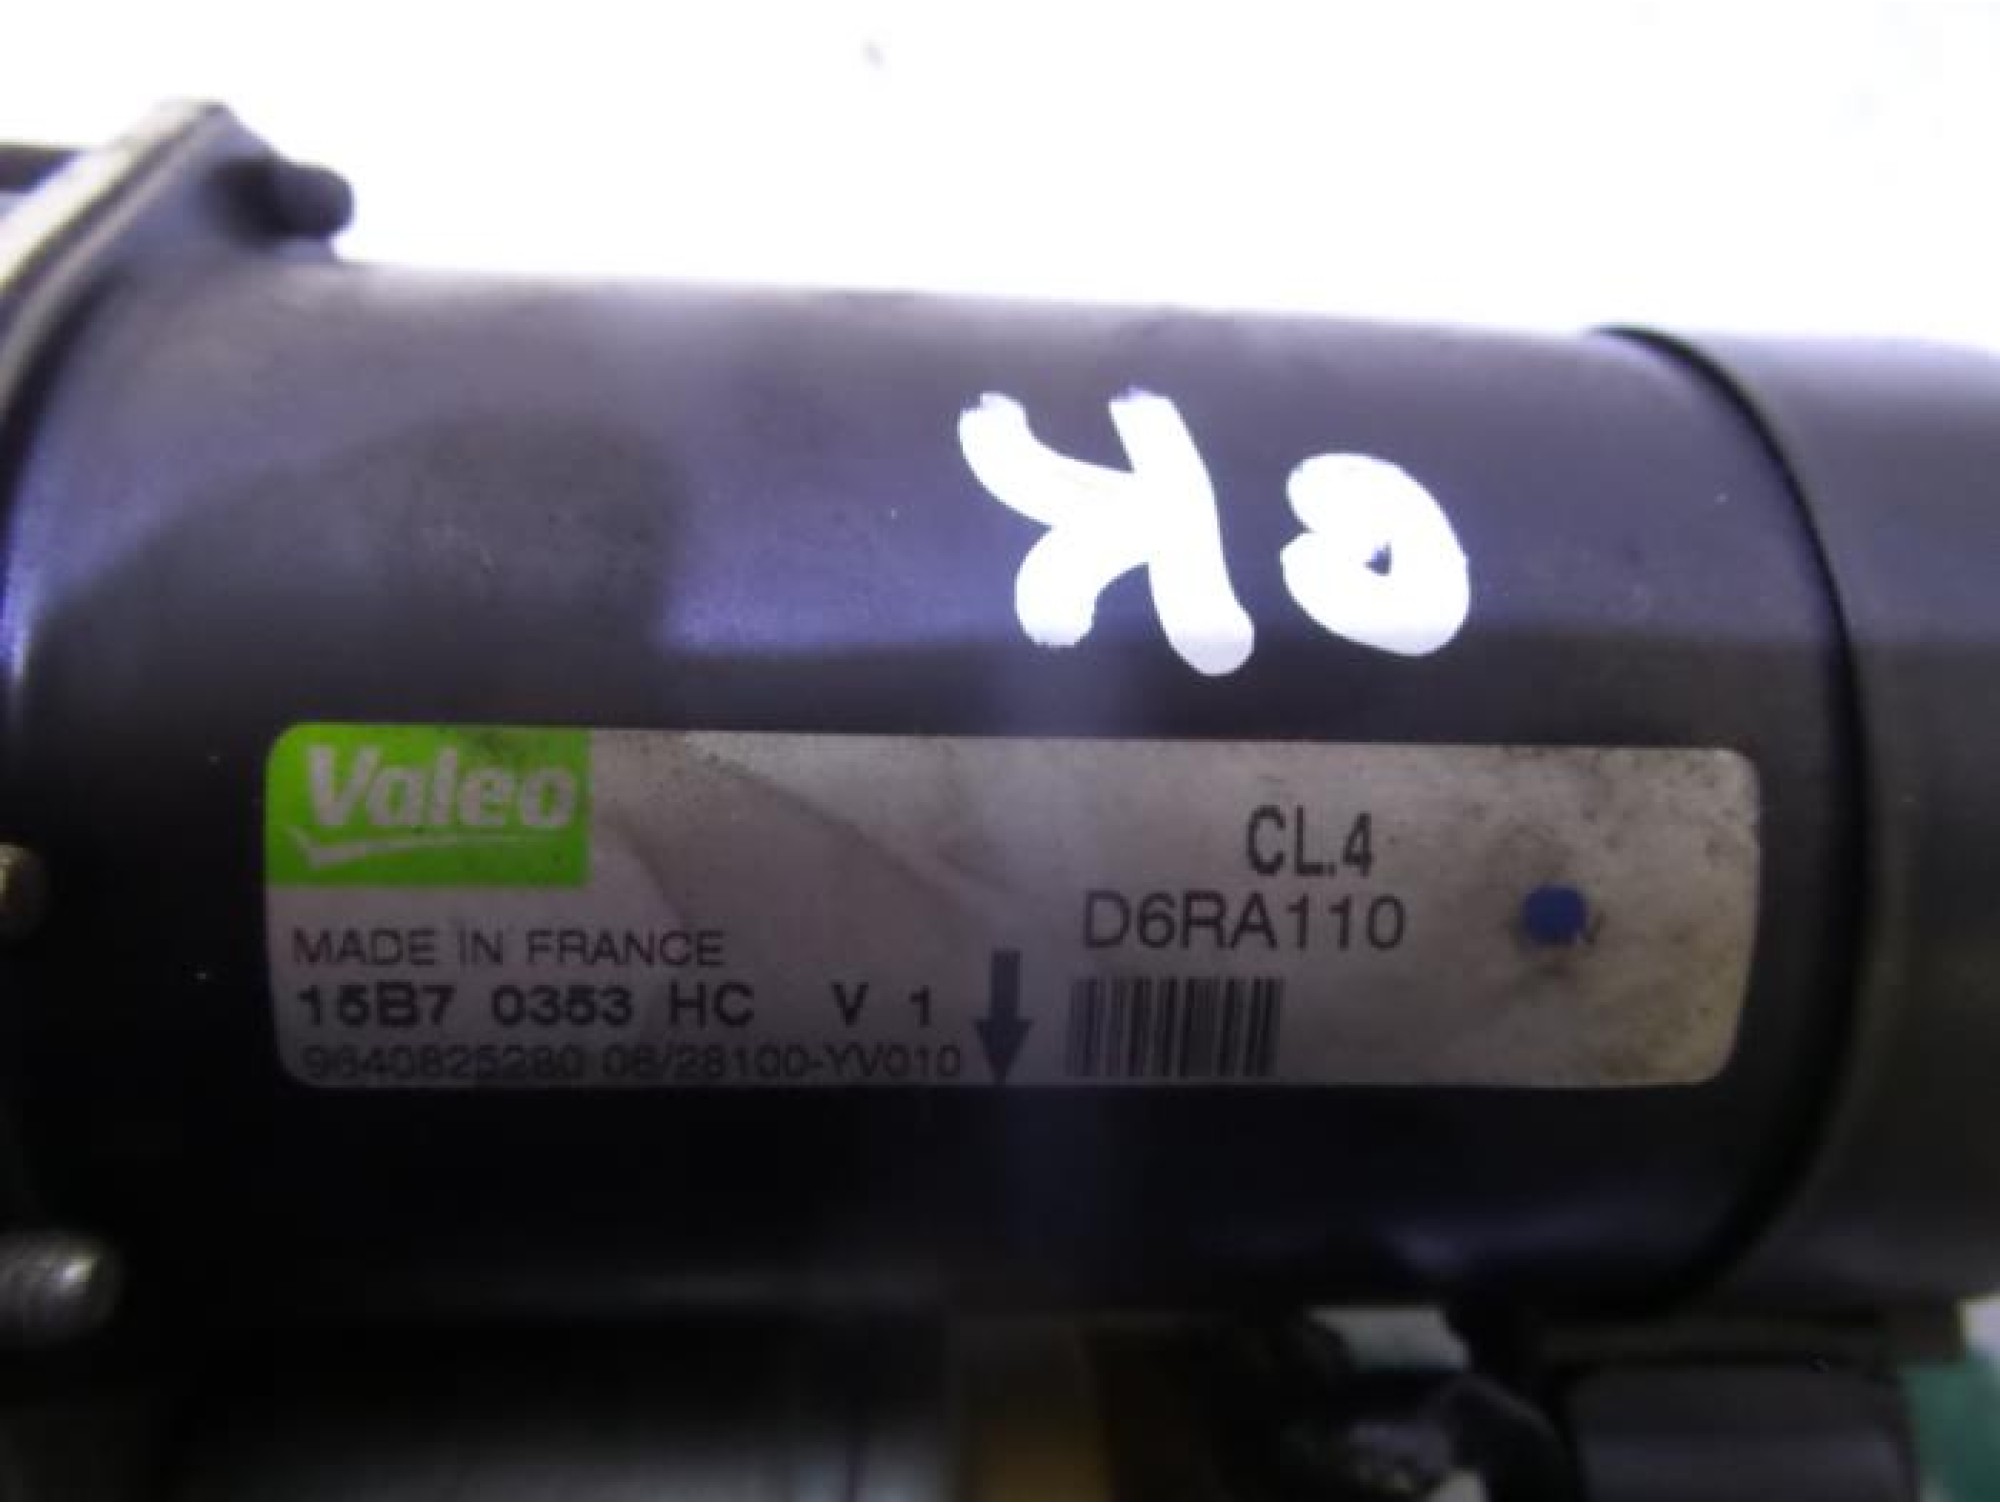 OK
Valeo
CL.4
D6RA110
MADE IN FRANCE
15B7 0353 HC V 1
9640825280 06/28100-YV010